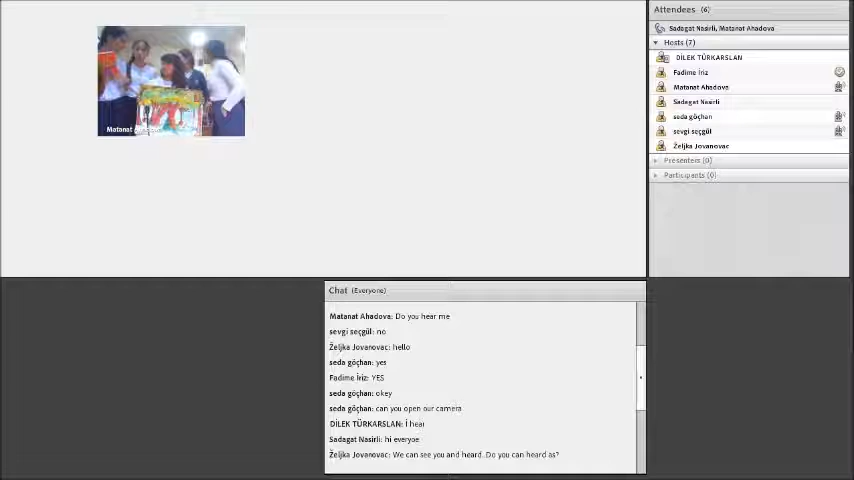 Attendees (6)
Sadagat Nasirli, Matanat Ahadova
Hosts (7)
DİLEK TÜRKARSLAN
Fadime İriz
Matanat Ahadova
Sadagat Nasirli
seda göçhan
sevgi seçgül
Željka Jovanovac
Presenters (0)
Participants (0)
Matanat
Chat (Everyone)
Matanat Ahadova: Do you hear me
sevgi seçgül: no
Željka Jovanovac: hello
seda göçhan: yes
Fadime İriz: YES
seda göçhan: okey
seda göçhan: can you open our camera
DİLEK TÜRKARSLAN: İ hear
Sadagat Nasirli: hi everyoe
Željka Jovanovac: We can see you and heard. Do you can heard as?